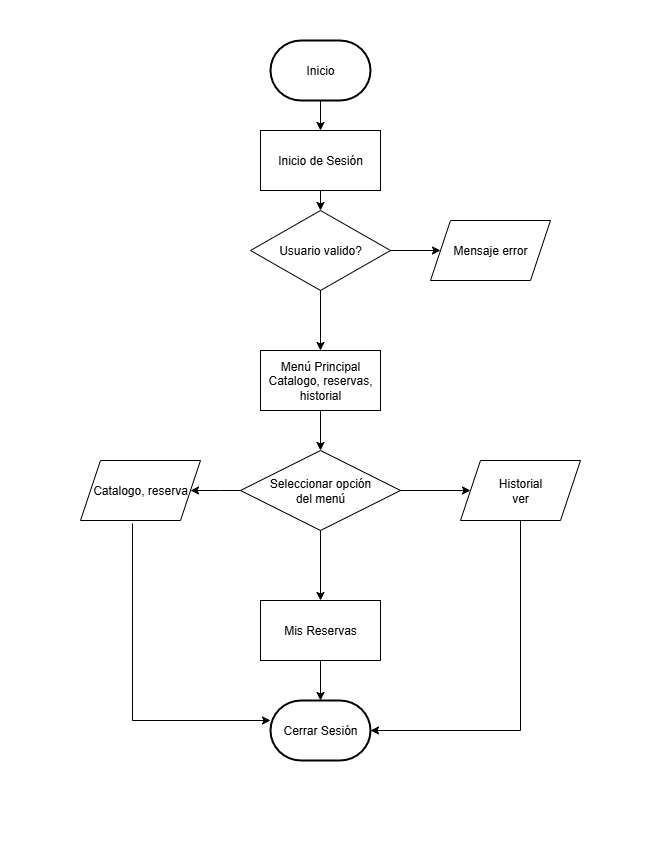 Inicio
Inicio de Sesión
Usuario valido?
Mensaje error
Menú Principal
Catalogo, reservas,
historial
Catalogo, reserva
Seleccionar opción
del menú
Historial
ver
Mis Reservas
Cerrar Sesión